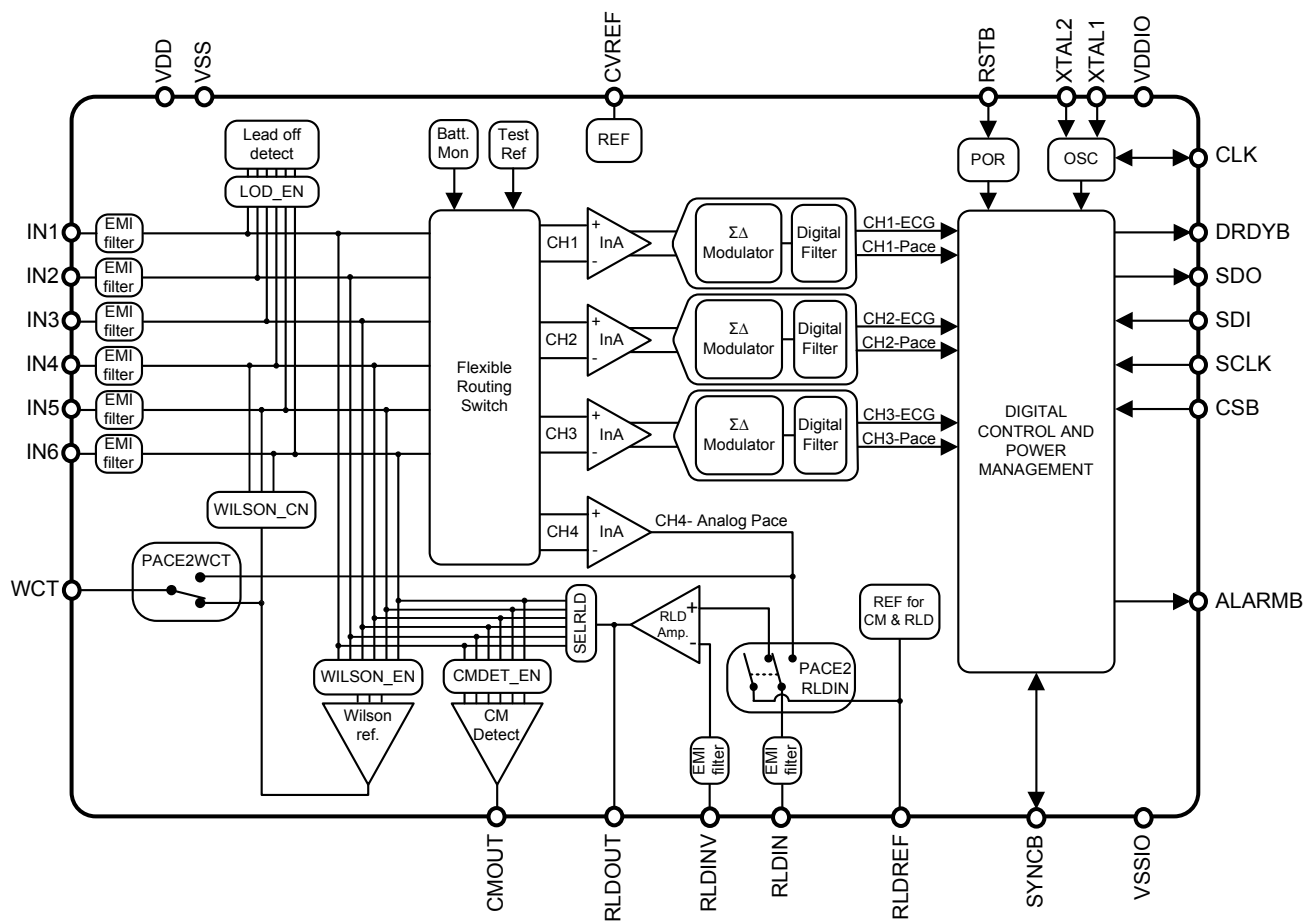 VDD
VSS
CVREF
RSTB
XTAL2
XTAL1
VDDIO
Lead off
detect
LOD_EN
Batt.
Mon
Test
Ref
REF
POR
OSC
CLK
IN1
EMI
filter
IN2
EMI
filter
IN3
EMI
filter
IN4
EMI
filter
IN5
EMI
filter
IN6
EMI
filter
Flexible
Routing
Switch
CH1
+
InA
-
ΣΔ
Modulator
Digital
Filter
CH1-ECG
CH1-Pace
CH2
+
InA
-
ΣΔ
Modulator
Digital
Filter
CH2-ECG
CH2-Pace
CH3
+
InA
-
ΣΔ
Modulator
Digital
Filter
CH3-ECG
CH3-Pace
CH4
+
InA
-
CH4- Analog Pace
DIGITAL
CONTROL AND
POWER
MANAGEMENT
DRDYB
SDO
SDI
SCLK
CSB
ALARMB
WILSON_CN
PACE2WCT
WCT
SELRLD
RLD
Amp.
+
-
REF for
CM & RLD
PACE2
RLDIN
WILSON_EN
CMDET_EN
Wilson
ref.
CM
Detect
EMI
filter
EMI
filter
CMOUT
RLDOUT
RLDINV
RLDIN
RLDREF
SYNCB
VSSIO